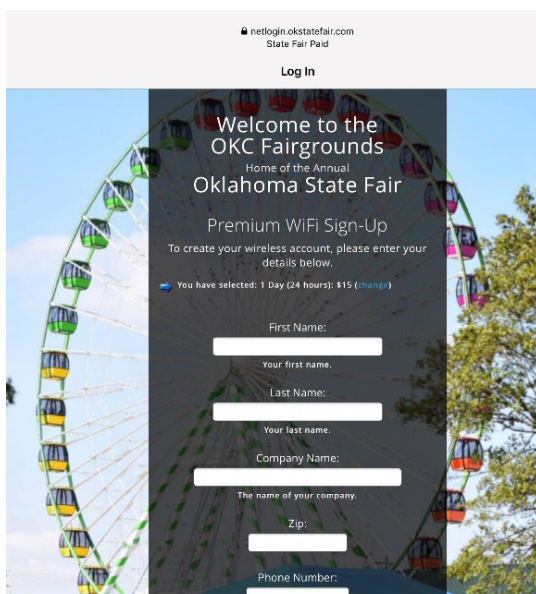 netlogin.okstatefair.com
State Fair Paid
Log In
Welcome to the
OKC Fairgrounds
Home of the Annual
Oklahoma State Fair
Premium WiFi Sign-Up
To create your wireless account, please enter your
details below.
You have selected: 1 Day (24 hours): $15 (change)
First Name:
Your first name.
Last Name:
Your last name.
Company Name:
The name of your company.
Zip:
Phone Number: